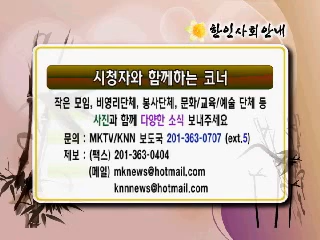 한인사회안내
시청자와 함께하는 코너
작은 모임, 비영리단체, 봉사단체, 문화/교육/예술 단체 등
사진과 함께 다양한 소식 보내주세요
문의 : MKTV/KNN 보도국 201-363-0707 (ext.5)
제보 : (팩스) 201-363-0404
(메일) mknews@hotmail.com
knnnews@hotmail.com